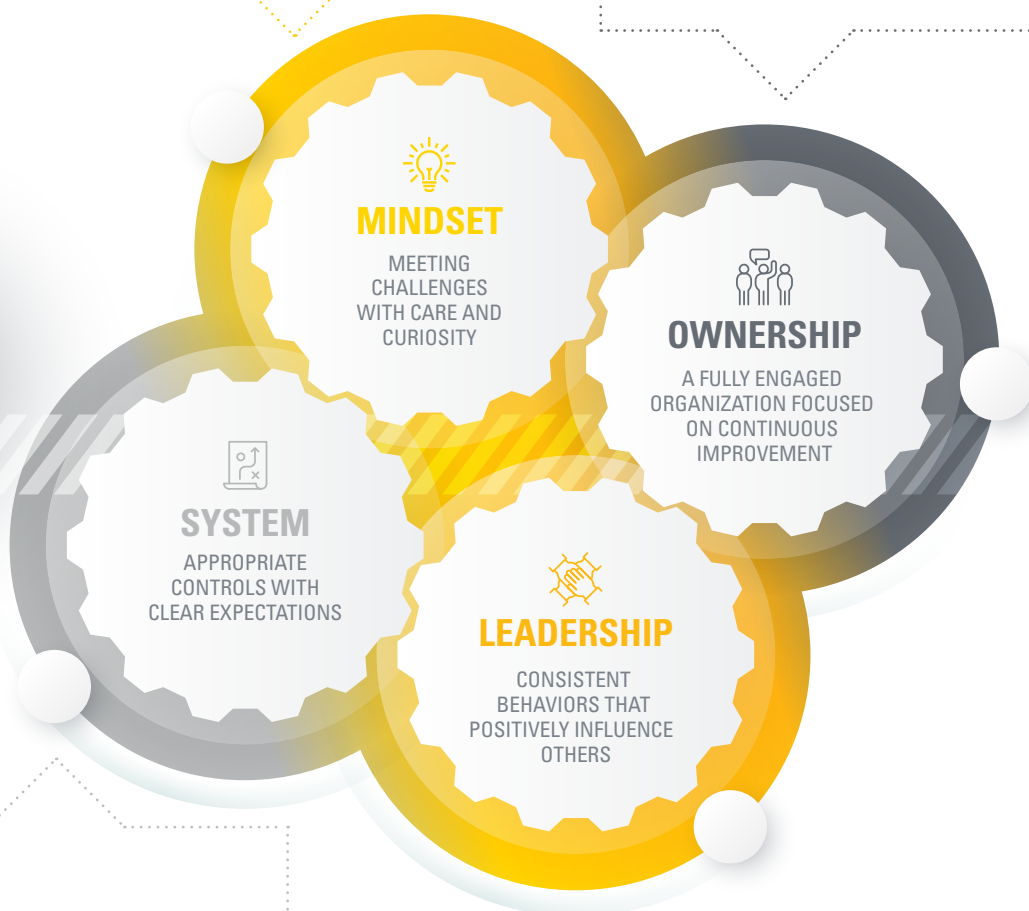 MINDSET
MEETING
CHALLENGES
WITH CARE AND
CURIOSITY
OWNERSHIP
A FULLY ENGAGED
ORGANIZATION FOCUSED
ON CONTINUOUS
IMPROVEMENT
SYSTEM
APPROPRIATE
CONTROLS WITH
CLEAR EXPECTATIONS
LEADERSHIP
CONSISTENT
BEHAVIORS THAT
POSITIVELY INFLUENCE
OTHERS